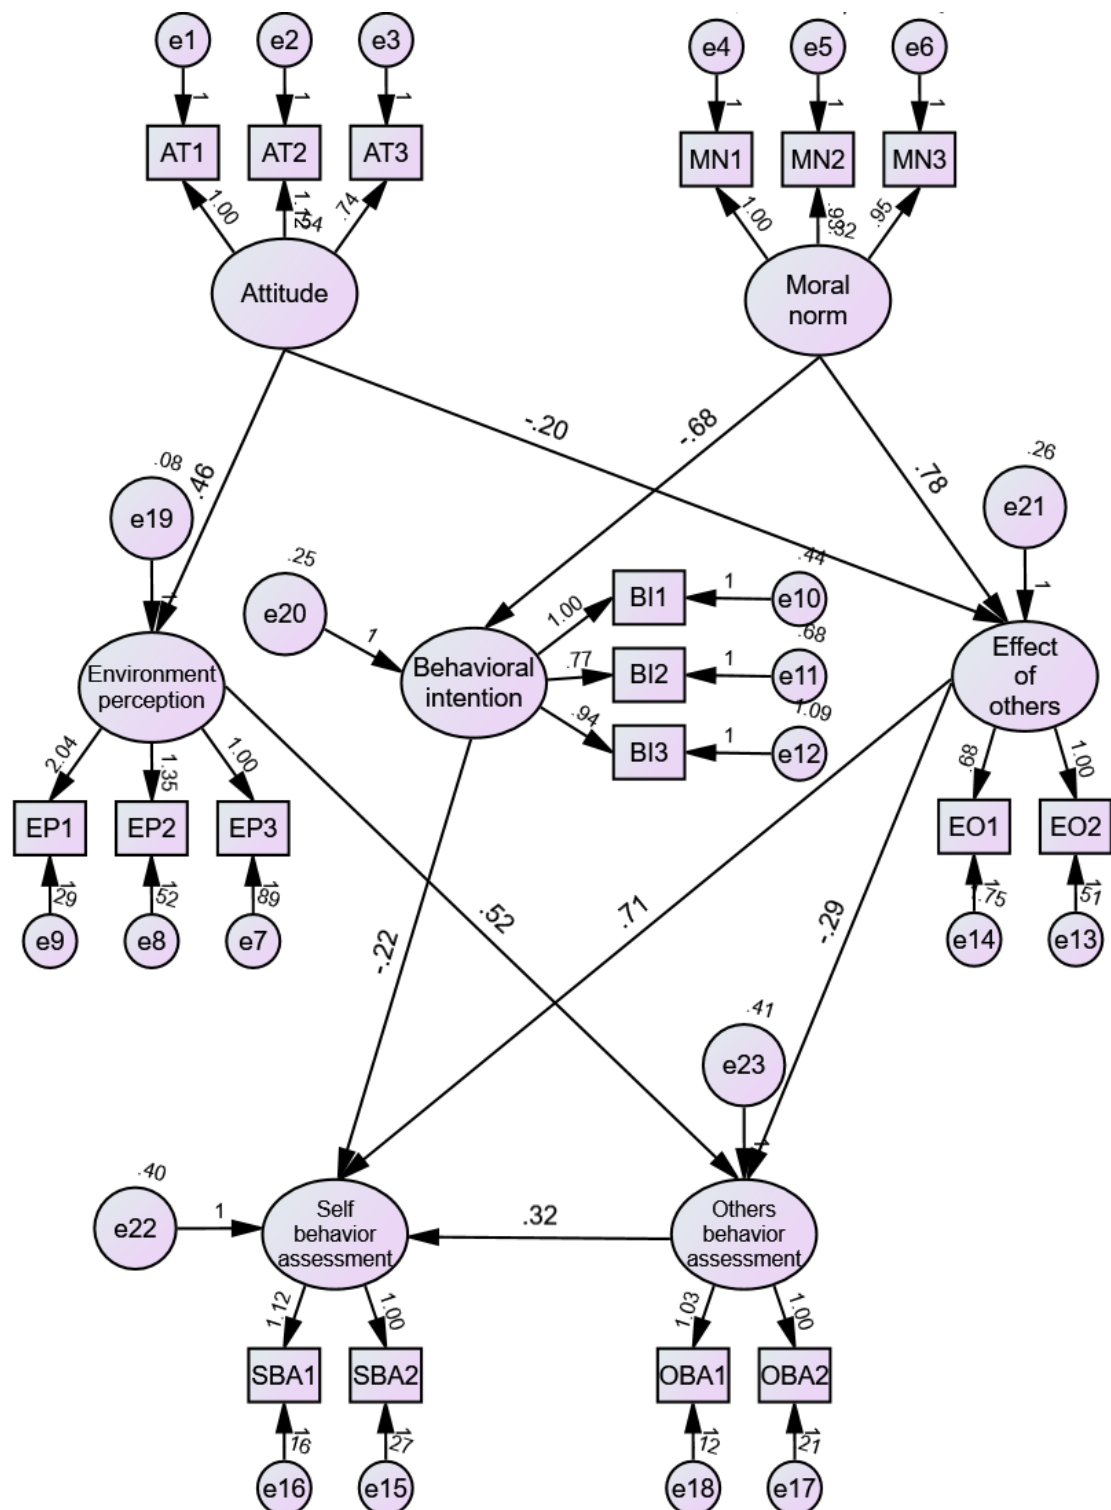 e1 e2 e3 e4 e5 e6
1 1 1 1 1 1
AT1 AT2 AT3 MN1 MN2 MN3
1.00 .74 1.00 .95
.54
Attitude
Moral
norm
-.20 -.68
.46 .78
.08 .26
e19 e21
1
.25 .44
e20 BI1 1 e10
1 1.00 .68
Environment
perception
Behavioral
intention
.77 BI2 1 e11
Effect
of
others
.94 1.09
BI3 1 e12
2.04 1.35 1.00 .68 1.00
EP1 EP2 EP3 EO1 EO2
.29 .52 .89 .75 .51
e9 e8 e7 e14 e13
.52 .71 -.29
-.22
.41
e23
.40
e22 1
Self
behavior
assessment
.32
Others
behavior
assessment
1.12 1.00 1.03 1.00
SBA1 SBA2 OBA1 OBA2
.16 .27 .12 .21
e16 e15 e18 e17